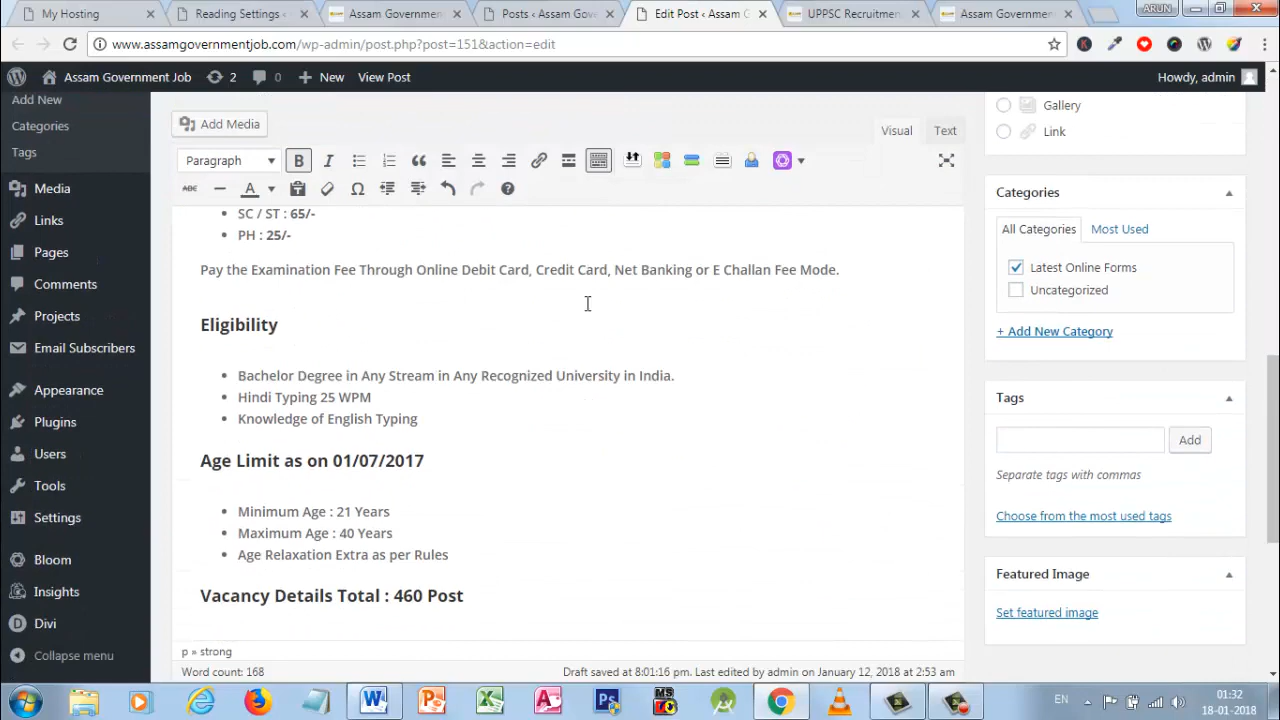 My Hosting
Reading Settings ‹
Assam Government
Posts ‹ Assam Gover
Edit Post ‹ Assam G
UPPSC Recruitmen
Assam Government
ARUN
www.assamgovernmentjob.com/wp-admin/post.php?post=151&action=edit
Assam Government Job
2
0
New
View Post
Howdy, admin
Add New
Categories
Tags
Media
Links
Pages
Comments
Projects
Email Subscribers
Appearance
Plugins
Users
Tools
Settings
Bloom
Insights
Divi
Collapse menu
Add Media
Visual
Text
Paragraph
B
I
ABC
A
SC / ST : 65/-
PH : 25/-
Pay the Examination Fee Through Online Debit Card, Credit Card, Net Banking or E Challan Fee Mode.
Eligibility
Bachelor Degree in Any Stream in Any Recognized University in India.
Hindi Typing 25 WPM
Knowledge of English Typing
Age Limit as on 01/07/2017
Minimum Age : 21 Years
Maximum Age : 40 Years
Age Relaxation Extra as per Rules
Vacancy Details Total : 460 Post
p » strong
Word count: 168
Draft saved at 8:01:16 pm. Last edited by admin on January 12, 2018 at 2:53 am
Gallery
Link
Categories
All Categories
Most Used
Latest Online Forms
Uncategorized
+ Add New Category
Tags
Add
Separate tags with commas
Choose from the most used tags
Featured Image
Set featured image
EN
01:32
18-01-2018